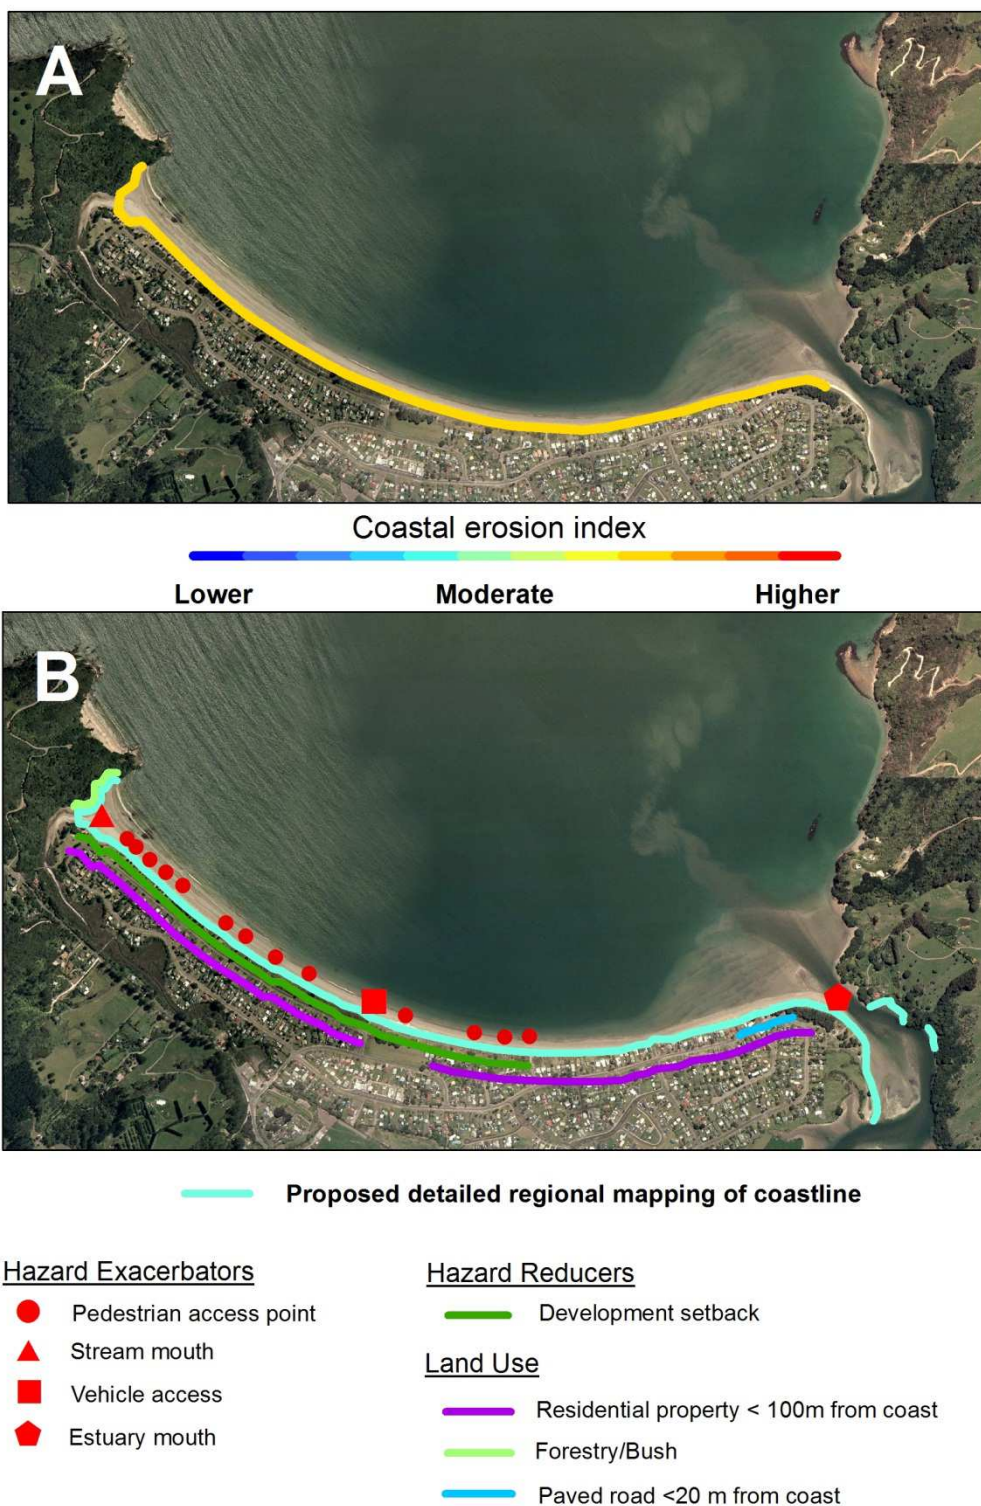 A
Coastal erosion index
Lower Moderate Higher
B
Proposed detailed regional mapping of coastline
Hazard Exacerbators
Pedestrian access point
Stream mouth
Vehicle access
Estuary mouth
Hazard Reducers
Development setback
Land Use
Residential property < 100m from coast
Forestry/Bush
Paved road <20 m from coast